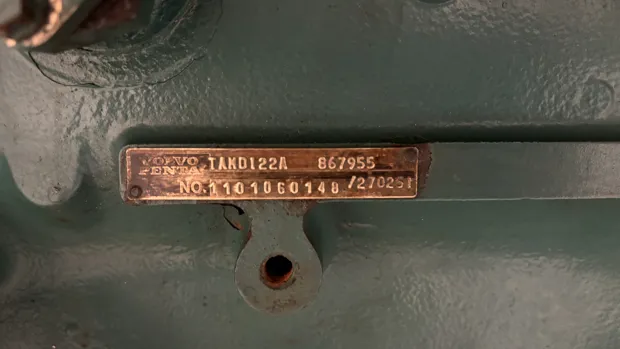 VOLVO PENTA TAKD122A 867955
NO. 1101060148 /270251